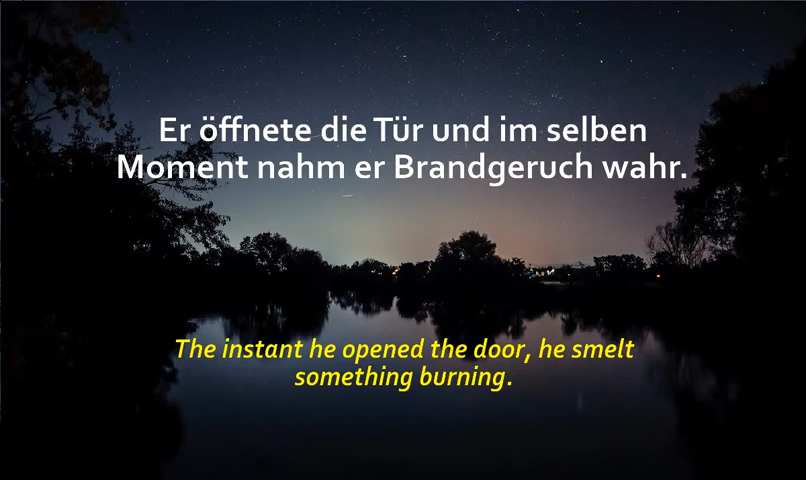 Er öffnete die Tür und im selben
Moment nahm er Brandgeruch wahr.
The instant he opened the door, he smelt
something burning.